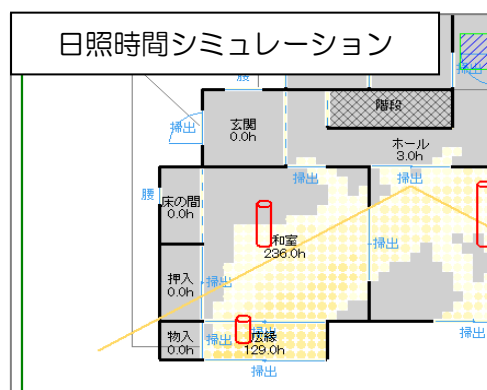 日照時間シミュレーション
腰
掃出
掃出
玄関
0.0h
階段
ホール
3.0h
掃出
掃出
腰
床の間
0.0h
和室
236.0h
掃出
押入
0.0h
掃出
物入
0.0h
掃出
掃出
広縁
129.0h
掃出
掃出